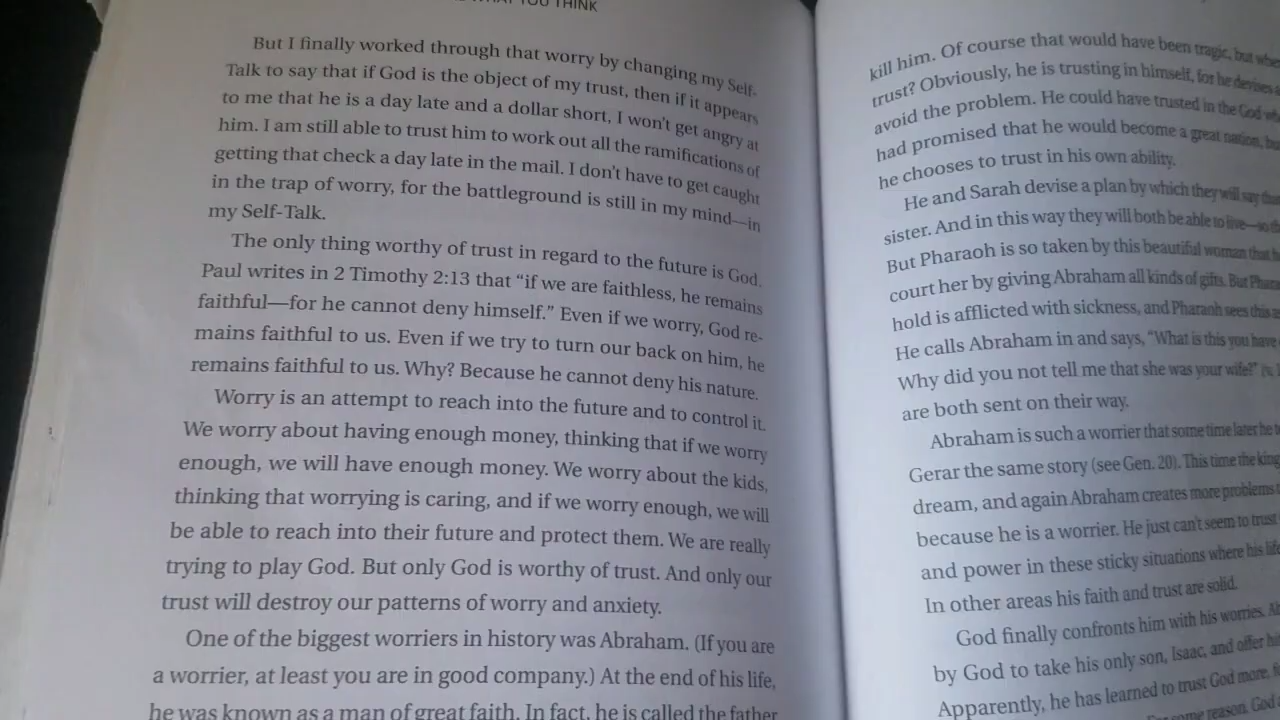 WHAT YOU THINK
But I finally worked through that worry by changing my Self-
Talk to say that if God is the object of my trust, then if it appears
to me that he is a day late and a dollar short, I won't get angry at
him. I am still able to trust him to work out all the ramifications of
getting that check a day late in the mail. I don't have to get caught
in the trap of worry, for the battleground is still in my mind—in
my Self-Talk.
The only thing worthy of trust in regard to the future is God.
Paul writes in 2 Timothy 2:13 that “if we are faithless, he remains
faithful—for he cannot deny himself.” Even if we worry, God re-
mains faithful to us. Even if we try to turn our back on him, he
remains faithful to us. Why? Because he cannot deny his nature.
Worry is an attempt to reach into the future and to control it.
We worry about having enough money, thinking that if we worry
enough, we will have enough money. We worry about the kids,
thinking that worrying is caring, and if we worry enough, we will
be able to reach into their future and protect them. We are really
trying to play God. But only God is worthy of trust. And only our
trust will destroy our patterns of worry and anxiety.
One of the biggest worriers in history was Abraham. (If you are
a worrier, at least you are in good company.) At the end of his life,
he was known as a man of great faith. In fact, he is called the father
kill him. Of course that would have been tragic, but
trust? Obviously, he is trusting in himself, for he devises
avoid the problem. He could have trusted in the God
had promised that he would become a great nation,
he chooses to trust in his own ability.
He and Sarah devise a plan by which they will say
sister. And in this way they will both be able to live—so
But Pharaoh is so taken by this beautiful woman that
court her by giving Abraham all kinds of gifts. But
hold is afflicted with sickness, and Pharaoh sees this
He calls Abraham in and says, “What is this you have
Why did you not tell me that she was your wife?”
are both sent on their way.
Abraham is such a worrier that some time later he
Gerar the same story (see Gen. 20). This time the king
dream, and again Abraham creates more problems
because he is a worrier. He just can't seem to trust
and power in these sticky situations where his life
In other areas his faith and trust are solid.
God finally confronts him with his worries.
by God to take his only son, Isaac, and offer
Apparently, he has learned to trust God more,
some reason, God